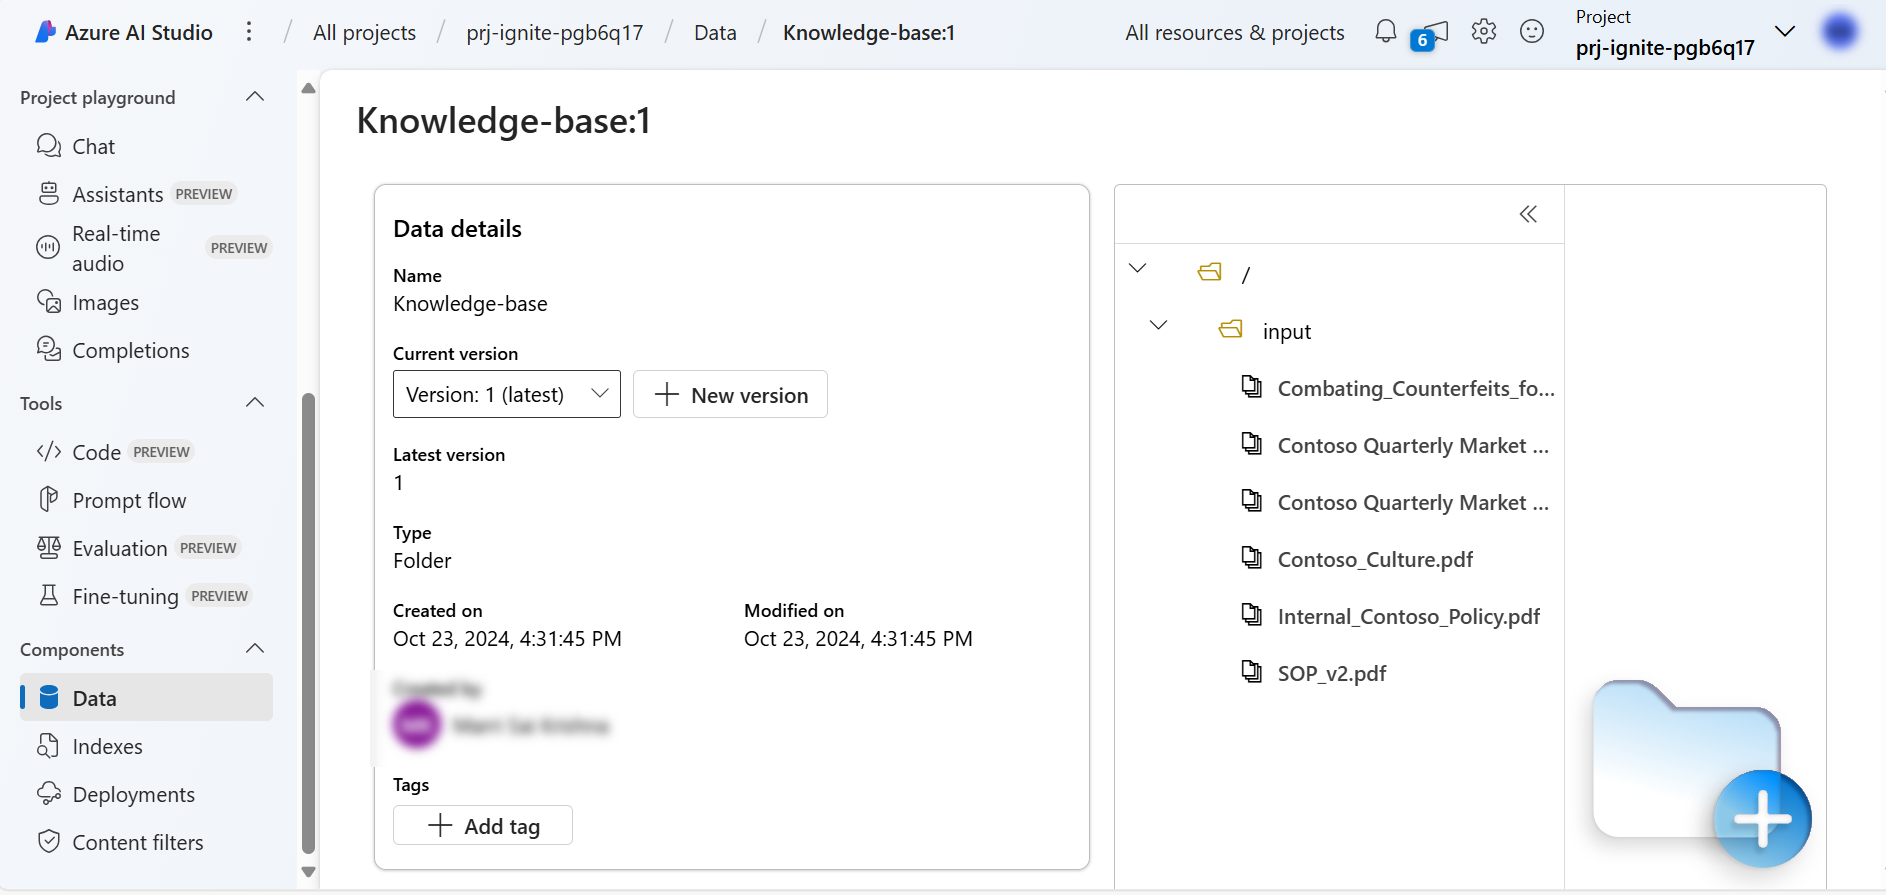 Azure AI Studio
/ All projects / prj-ignite-pgb6q17 / Data / Knowledge-base:1
All resources & projects
6
Project
prj-ignite-pgb6q17
Project playground
Chat
Assistants PREVIEW
Real-time audio PREVIEW
Images
Completions
Tools
Code PREVIEW
Prompt flow
Evaluation PREVIEW
Fine-tuning PREVIEW
Components
Data
Indexes
Deployments
Content filters
Knowledge-base:1
Data details
Name
Knowledge-base
Current version
Version: 1 (latest)
New version
Latest version
1
Type
Folder
Created on
Oct 23, 2024, 4:31:45 PM
Modified on
Oct 23, 2024, 4:31:45 PM
Tags
Add tag
/
input
Combating_Counterfeits_fo...
Contoso Quarterly Market ...
Contoso Quarterly Market ...
Contoso_Culture.pdf
Internal_Contoso_Policy.pdf
SOP_v2.pdf